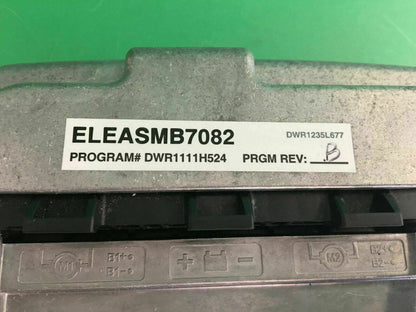 ELEASMB7082
DWR1235L677
PROGRAM# DWR1111H524 PRGM REV: B
M1 B1+ B1- + - M2 B2+ B2-